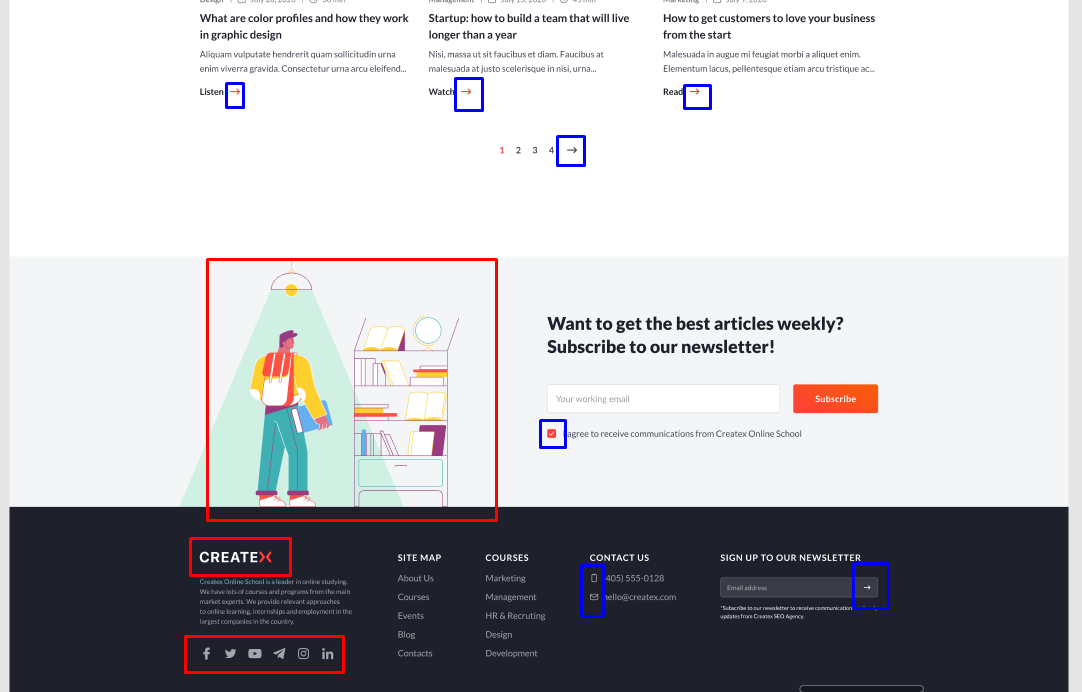 What are color profiles and how they work
in graphic design
Aliquam vulputate hendrerit quam sollicitudin urna
enim viverra gravida. Consectetur urna arcu eleifend...
Listen →
Startup: how to build a team that will live
longer than a year
Nisi, massa ut sit faucibus et diam. Faucibus at
malesuada at justo scelerisque in nisi, urna...
Watch →
How to get customers to love your business
from the start
Malesuada in augue mi feugiat morbi a aliquet enim.
Elementum lacus, pellentesque etiam arcu tristique ac...
Read →
1 2 3 4 →
Want to get the best articles weekly?
Subscribe to our newsletter!
Your working email
Subscribe
agree to receive communications from Createx Online School
CREATEX
Createx Online School is a leader in online studying.
We have lots of courses and programs from the main
market experts. We provide relevant approaches
to online learning, internships and employment in the
largest companies in the country.
SITE MAP
About Us
Courses
Events
Blog
Contacts
COURSES
Marketing
Management
HR & Recruting
Design
Development
CONTACT US
405) 555-0128
hello@createx.com
SIGN UP TO OUR NEWSLETTER
Email address →
*Subscribe to our newsletter to receive communication
updates from Createx SEO Agency.